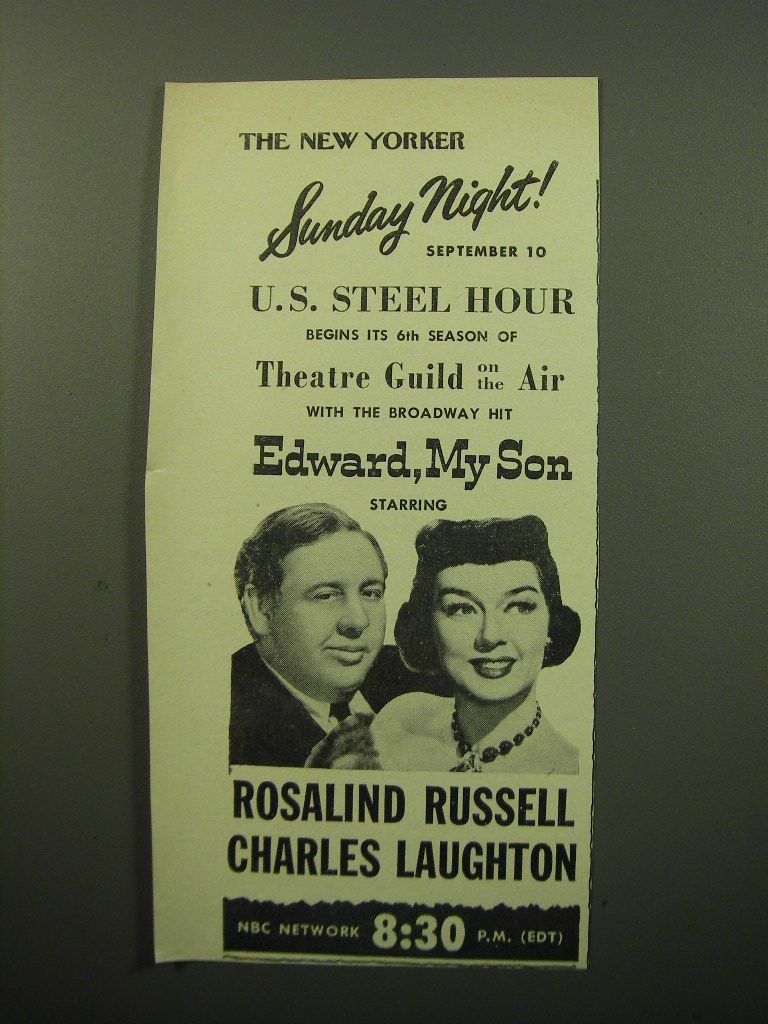 THE NEW YORKER
Sunday Night!
SEPTEMBER 10
U.S. STEEL HOUR
BEGINS ITS 6th SEASON OF
Theatre Guild on the Air
WITH THE BROADWAY HIT
Edward, My Son
STARRING
ROSALIND RUSSELL
CHARLES LAUGHTON
NBC NETWORK 8:30 P.M. (EDT)